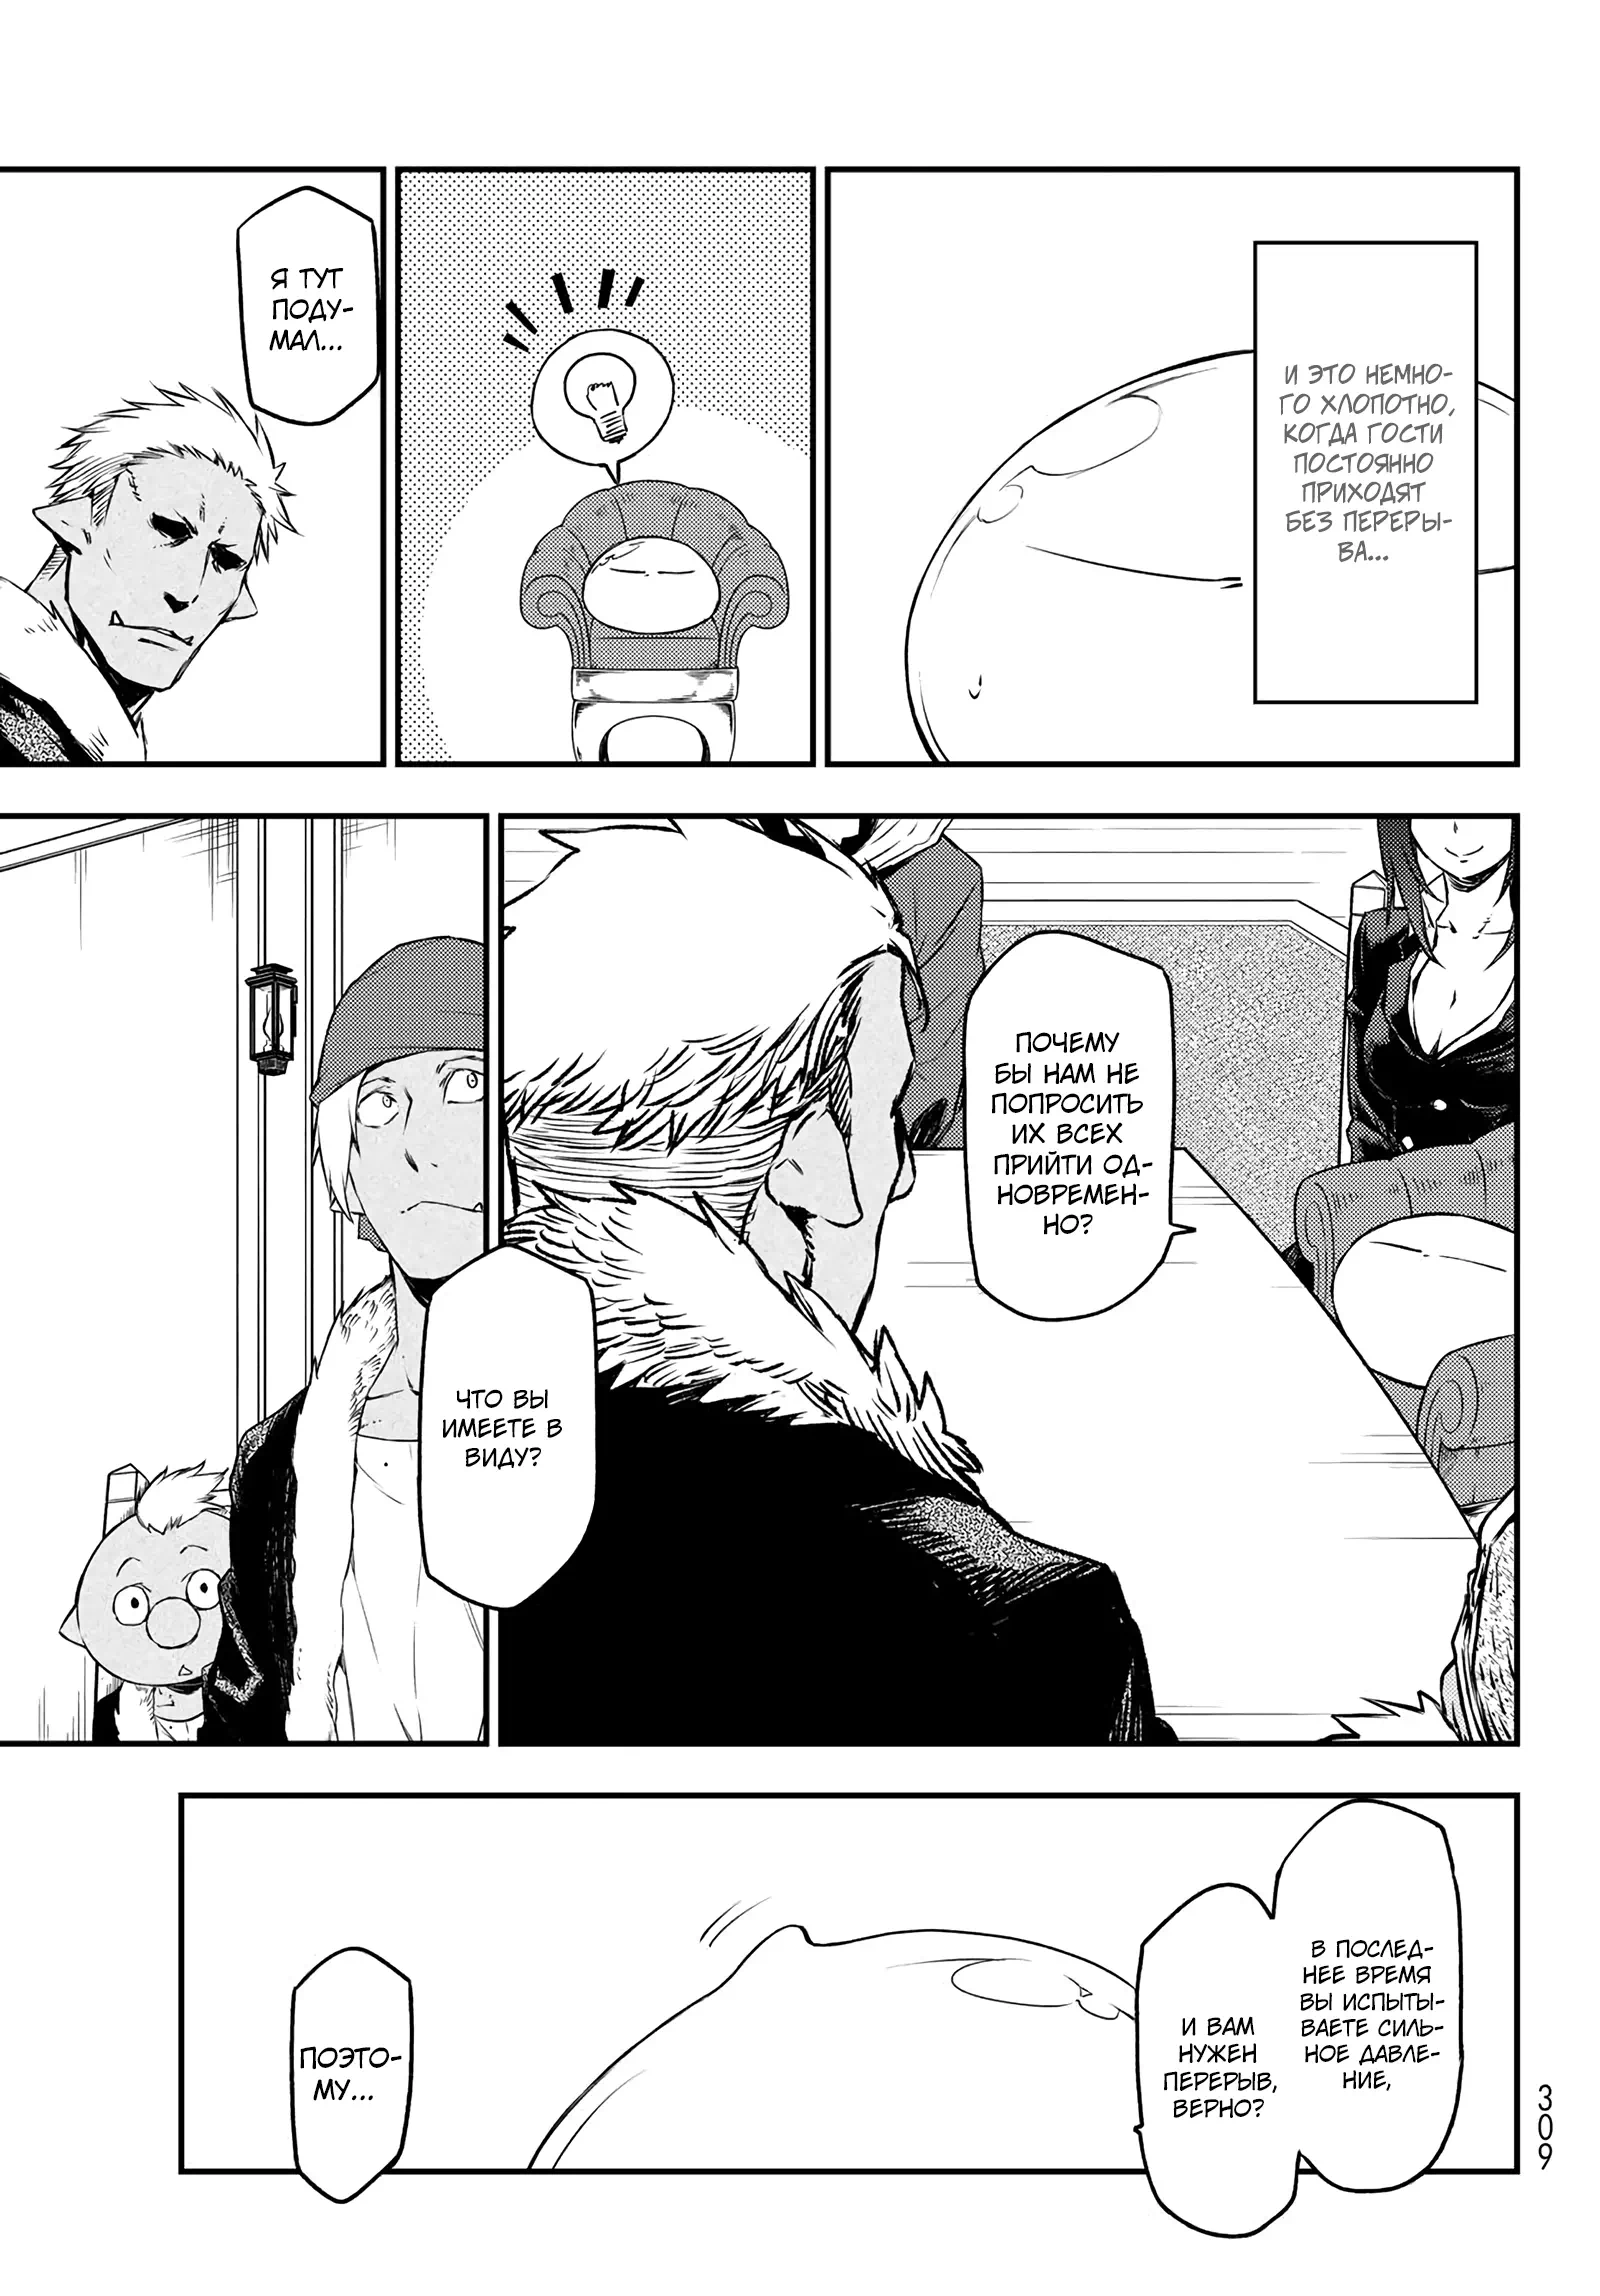 И ЭТО НЕМНО-
ГО ХЛОПОТНО,
КОГДА ГОСТИ
ПОСТОЯННО
ПРИХОДЯТ
БЕЗ ПЕРЕРЫ-
ВА...
Я ТУТ
ПОДУ-
МАЛ...
ПОЧЕМУ
БЫ НАМ НЕ
ПОПРОСИТЬ
ИХ ВСЕХ
ПРИЙТИ ОД-
НОВРЕМЕН-
НО?
ЧТО ВЫ
ИМЕЕТЕ В
ВИДУ?
В ПОСЛЕД-
НЕЕ ВРЕМЯ
ВЫ ИСПЫТЫ-
ВАЕТЕ СИЛЬ-
НОЕ ДАВЛЕ-
НИЕ,
И ВАМ
НУЖЕН
ПЕРЕРЫВ,
ВЕРНО?
ПОЭТО-
МУ...
309